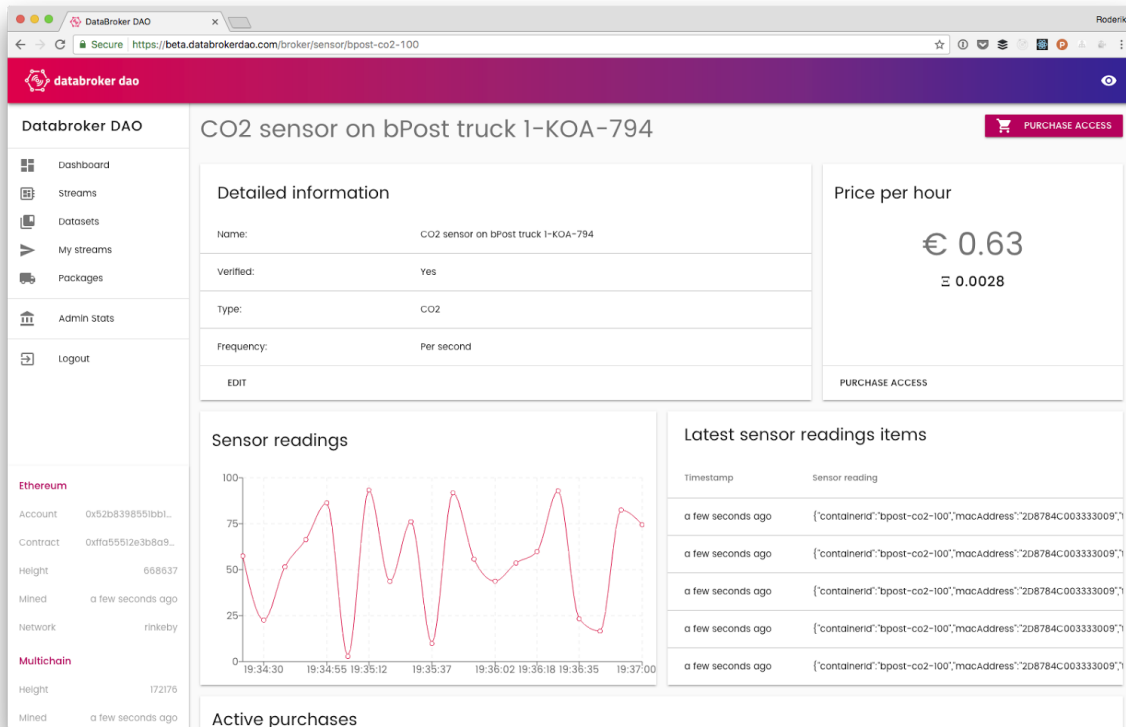 DataBroker DAO
Roderik
Secure https://beta.databrokerdao.com/broker/sensor/bpost-co2-100
databroker dao
Databroker DAO
Dashboard
Streams
Datasets
My streams
Packages
Admin Stats
Logout
Ethereum
Account 0x52b8398551bb1...
Contract 0xffa55512e3b8a9...
Height 668637
Mined a few seconds ago
Network rinkeby
Multichain
Height 172176
Mined a few seconds ago
CO2 sensor on bPost truck 1-KOA-794
PURCHASE ACCESS
Detailed information
Name: CO2 sensor on bPost truck 1-KOA-794
Verified: Yes
Type: CO2
Frequency: Per second
EDIT
Price per hour
€ 0.63
Ξ 0.0028
PURCHASE ACCESS
Sensor readings
100
75
50
25
0
19:34:30 19:34:55 19:35:12 19:35:37 19:36:02 19:36:18 19:36:35 19:37:00
Latest sensor readings items
Timestamp Sensor reading
a few seconds ago {"containerid":"bpost-co2-100","macAddress":"2D8784C003333009","
a few seconds ago {"containerid":"bpost-co2-100","macAddress":"2D8784C003333009","
a few seconds ago {"containerid":"bpost-co2-100","macAddress":"2D8784C003333009","
a few seconds ago {"containerid":"bpost-co2-100","macAddress":"2D8784C003333009","
a few seconds ago {"containerid":"bpost-co2-100","macAddress":"2D8784C003333009","
Active purchases